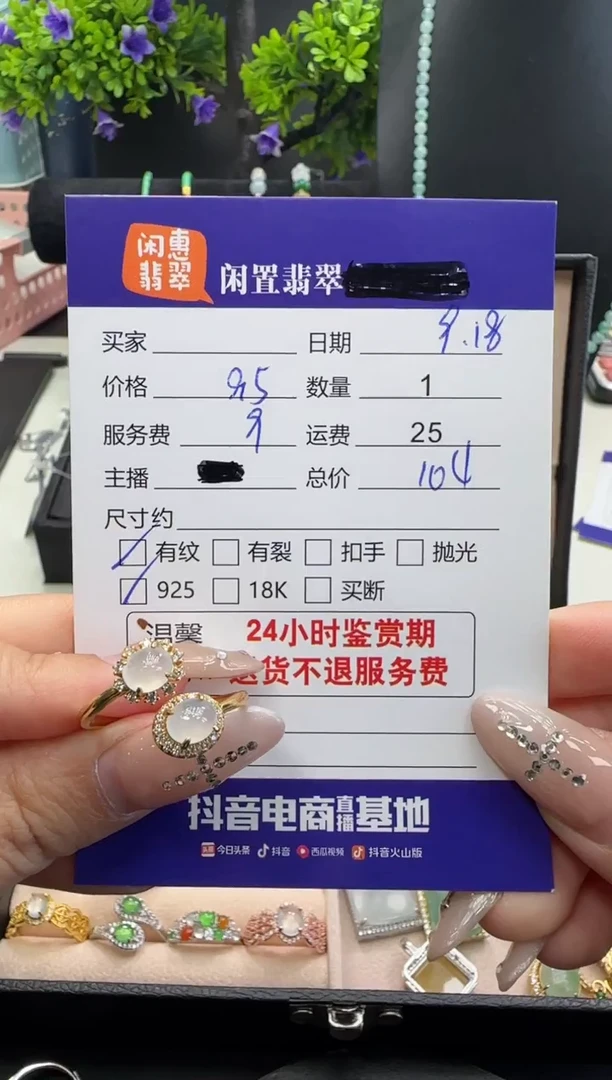 闲惠
翡翠
闲置翡翠
买家 日期 9.18
价格 95 数量 1
服务费 9 运费 25
主播 总价 104
尺寸约
有纹 有裂 扣手 抛光
925 18K 买断
温馨 24小时鉴赏期
退货不退服务费
抖音电商直播基地
头条 今日头条 抖音 西瓜视频 抖音火山版